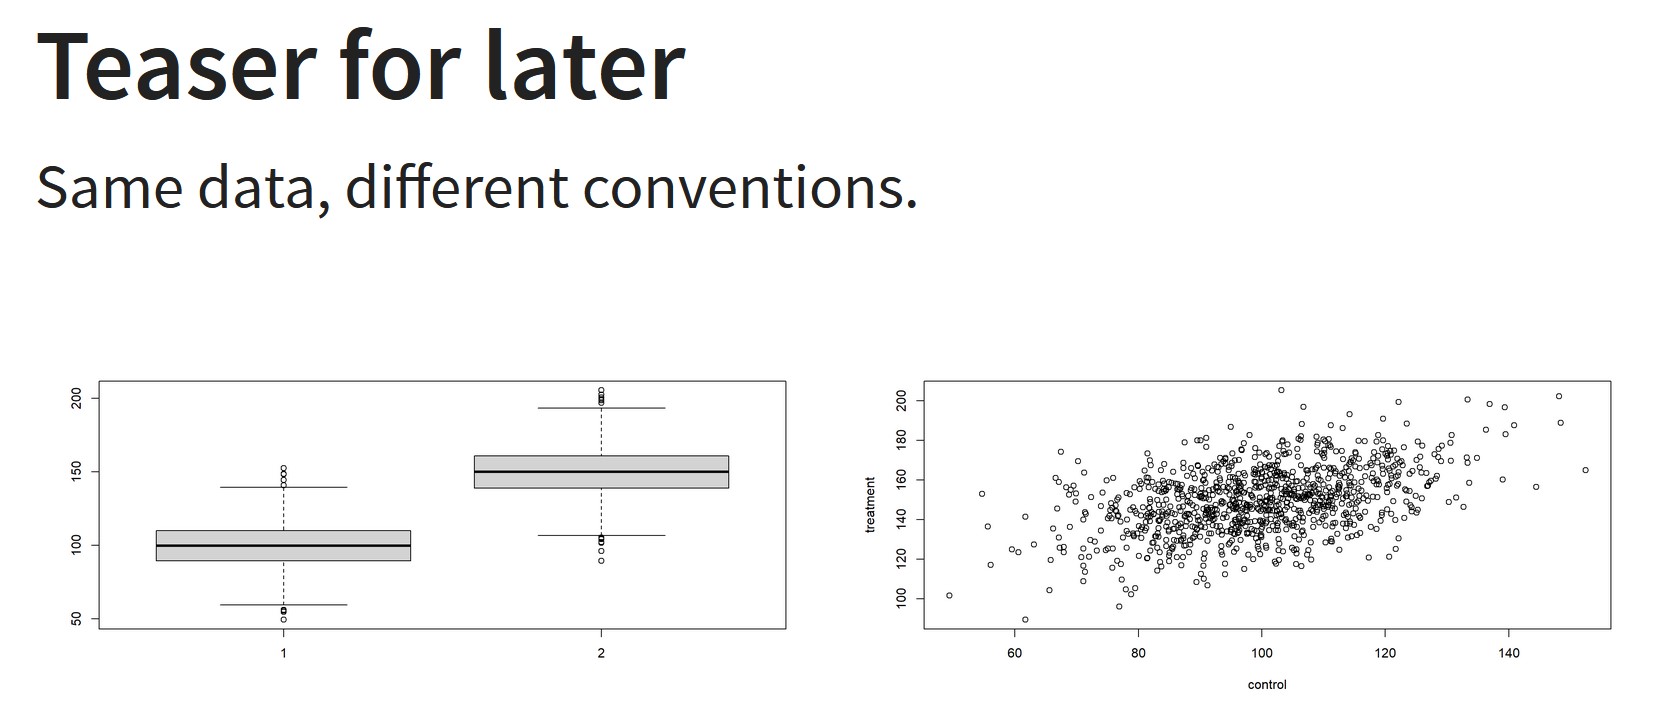 Teaser for later
Same data, different conventions.
200
150
100
50
1 2
treatment
200
180
160
140
120
100
60 80 100 120 140
control